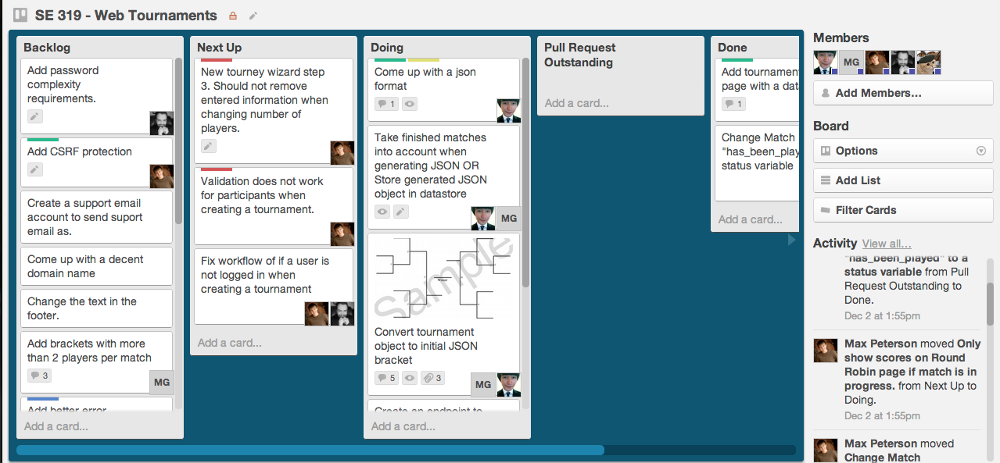 SE 319 - Web Tournaments
Backlog
Add password
complexity
requirements.
Add CSRF protection
Create a support email
account to send suport
email as.
Come up with a decent
domain name
Change the text in the
footer.
Add brackets with more
than 2 players per match
3
MG
Add better error
Add a card...
Next Up
New tourney wizard step
3. Should not remove
entered information when
changing number of
players.
Validation does not work
for participants when
creating a tournament.
Fix workflow of if a user is
not logged in when
creating a tournament
Add a card...
Doing
Come up with a json
format
1
Take finished matches
into account when
generating JSON OR
Store generated JSON
object in datastore
MG
Sample
Winner
Convert tournament
object to initial JSON
bracket
5
3
MG
Create an endpoint to
Add a card...
Pull Request
Outstanding
Add a card...
Done
Add tournament
page with a dat
1
Change Match
"has_been_play
status variable
Add a card...
Members
MG
Add Members...
Board
Options
Add List
Filter Cards
Activity View all...
"has_been_played" to a
status variable from Pull
Request Outstanding to
Done.
Dec 2 at 1:55pm
Max Peterson moved Only
show scores on Round
Robin page if match is in
progress. from Next Up to
Doing.
Dec 2 at 1:55pm
Max Peterson moved
Change Match